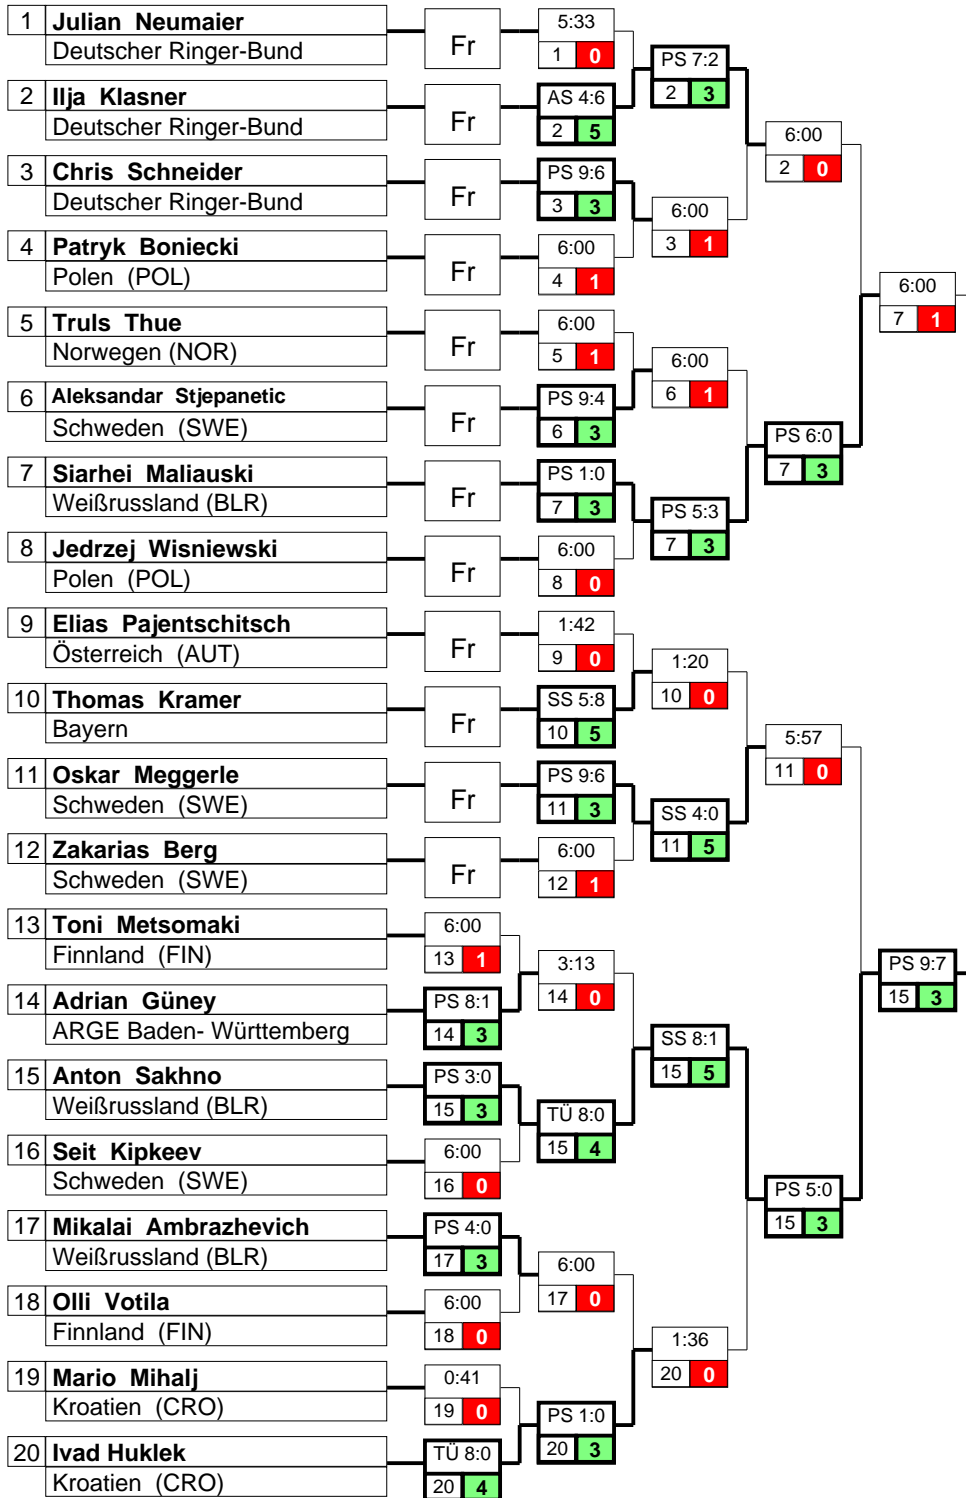 1 Julian Neumaier
Deutscher Ringer-Bund
Fr
5:33
1 0
PS 7:2
2 3
2 Ilja Klasner
Deutscher Ringer-Bund
Fr
AS 4:6
2 5
6:00
2 0
3 Chris Schneider
Deutscher Ringer-Bund
Fr
PS 9:6
3 3
6:00
3 1
4 Patryk Boniecki
Polen (POL)
Fr
6:00
4 1
6:00
7 1
5 Truls Thue
Norwegen (NOR)
Fr
6:00
5 1
6:00
6 1
6 Aleksandar Stjepanetic
Schweden (SWE)
Fr
PS 9:4
6 3
PS 6:0
7 3
7 Siarhei Maliauski
Weißrussland (BLR)
Fr
PS 1:0
7 3
PS 5:3
7 3
8 Jedrzej Wisniewski
Polen (POL)
Fr
6:00
8 0
9 Elias Pajentschitsch
Österreich (AUT)
Fr
1:42
9 0
1:20
10 0
10 Thomas Kramer
Bayern
Fr
SS 5:8
10 5
5:57
11 0
11 Oskar Meggerle
Schweden (SWE)
Fr
PS 9:6
11 3
SS 4:0
11 5
12 Zakarias Berg
Schweden (SWE)
Fr
6:00
12 1
13 Toni Metsomaki
Finnland (FIN)
6:00
13 1
3:13
14 0
PS 9:7
15 3
14 Adrian Güney
ARGE Baden- Württemberg
PS 8:1
14 3
SS 8:1
15 5
15 Anton Sakhno
Weißrussland (BLR)
PS 3:0
15 3
TÜ 8:0
15 4
16 Seit Kipkeev
Schweden (SWE)
6:00
16 0
PS 5:0
15 3
17 Mikalai Ambrazhevich
Weißrussland (BLR)
PS 4:0
17 3
6:00
17 0
18 Olli Votila
Finnland (FIN)
6:00
18 0
1:36
20 0
19 Mario Mihalj
Kroatien (CRO)
0:41
19 0
PS 1:0
20 3
20 Ivad Huklek
Kroatien (CRO)
TÜ 8:0
20 4